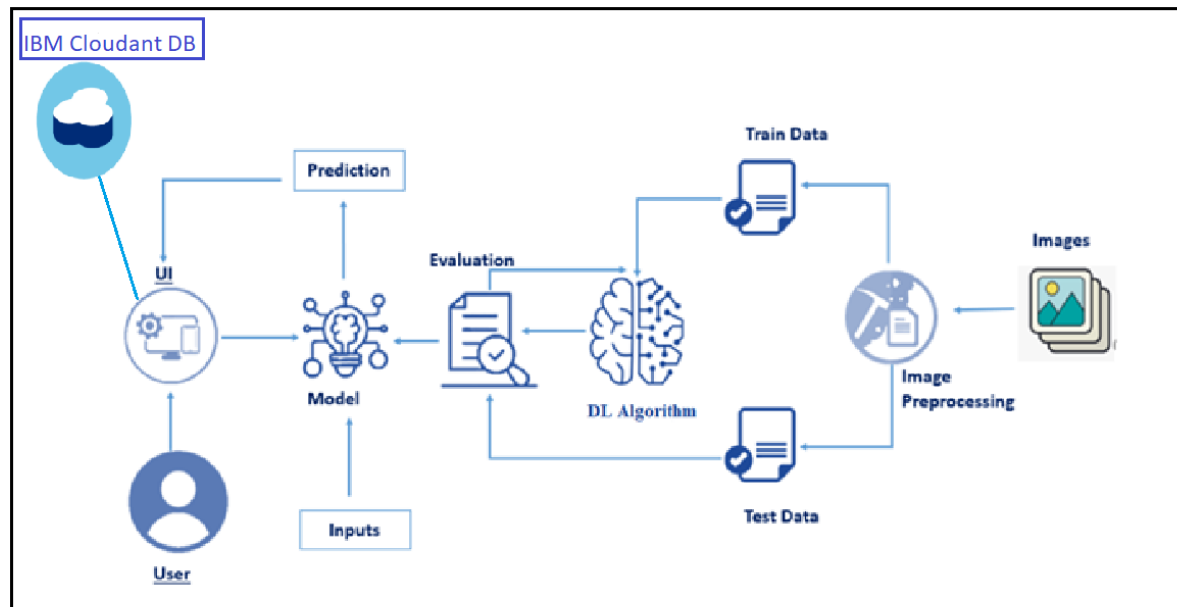 IBM Cloudant DB
Train Data
Prediction
Images
Evaluation
UI
Image
Preprocessing
Model
DL Algorithm
Test Data
Inputs
User